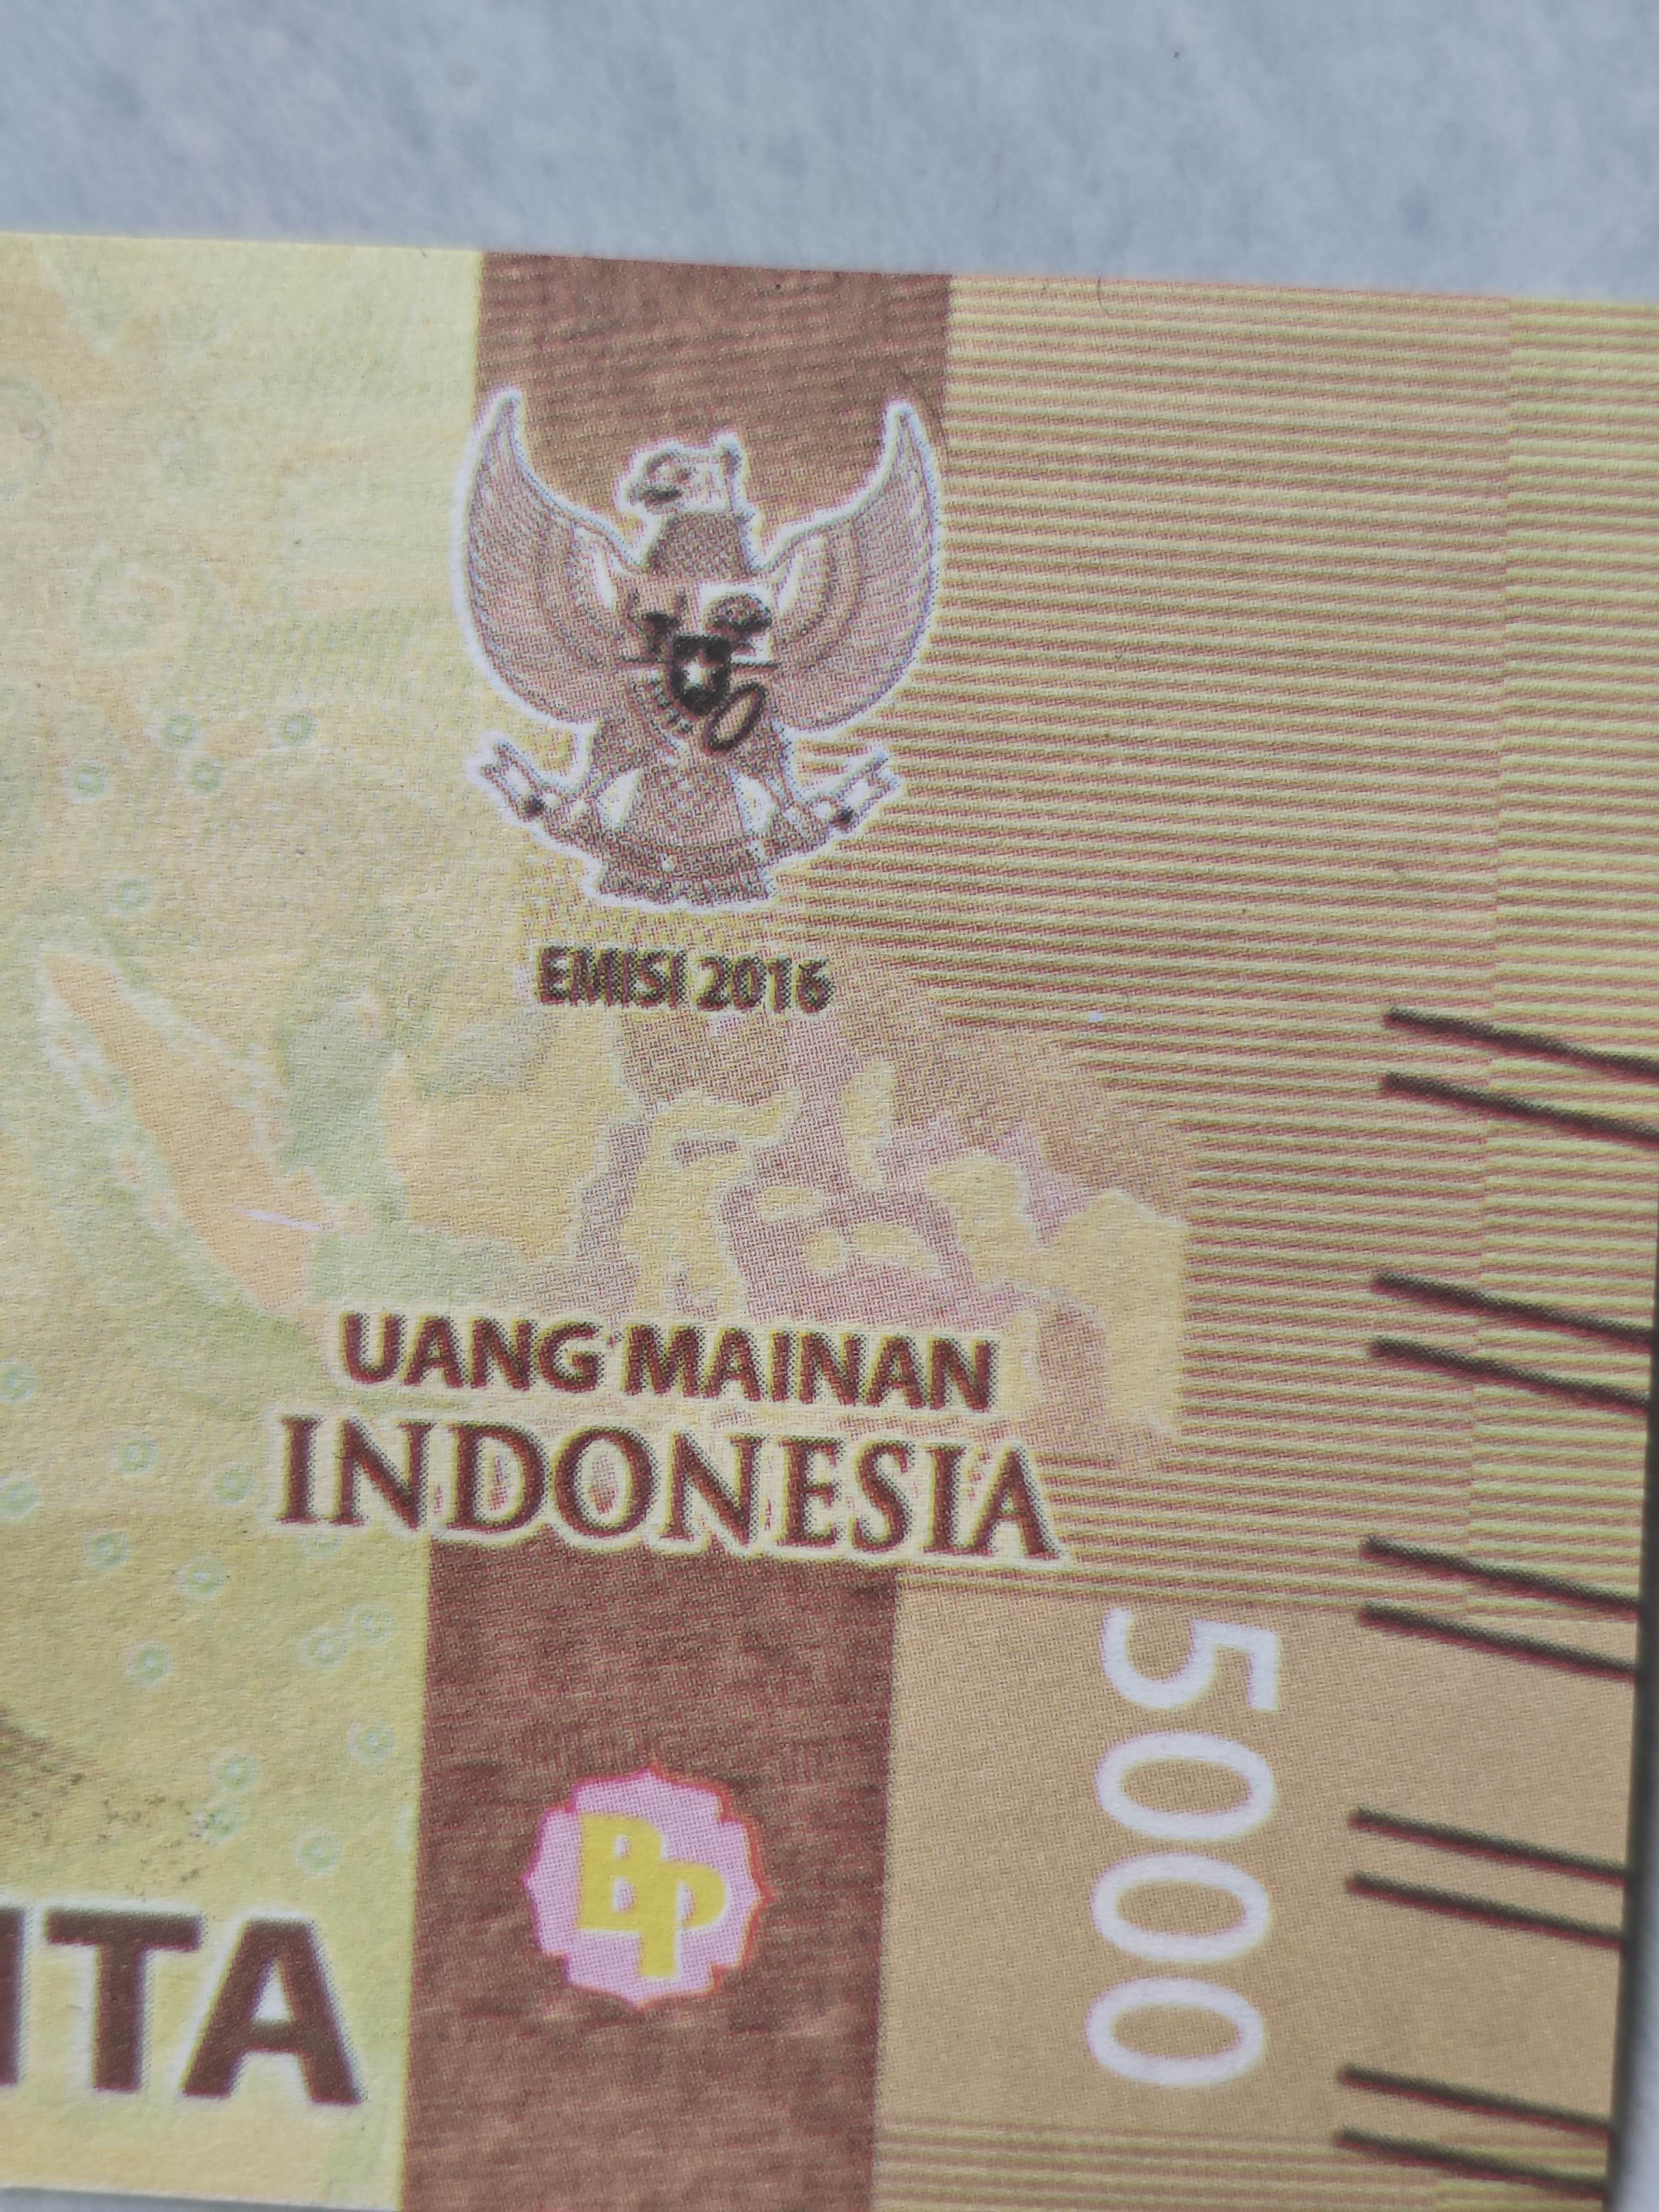 EMISI 2016
UANG MAINAN
INDONESIA
5000
BP
ITA